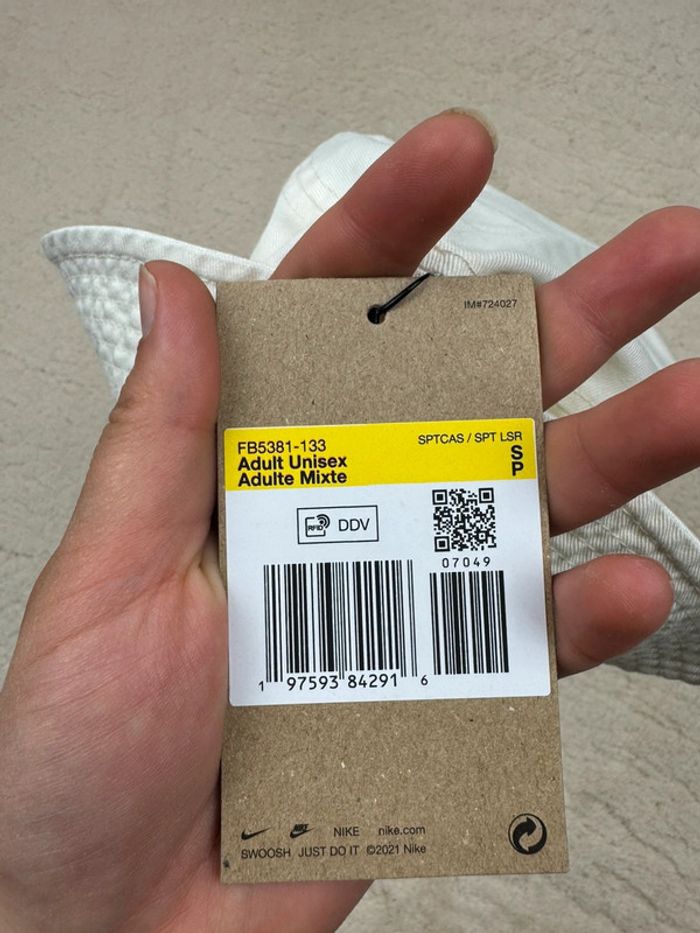 IM#724027
FB5381-133
SPTCAS / SPT LSR
Adult Unisex
S
Adulte Mixte
P
RFID
DDV
07049
1 97593 84291 6
NIKE
NIKE nike.com
SWOOSH JUST DO IT ©2021 Nike